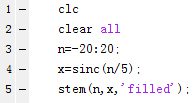 1 - clc
2 - clear all
3 - n=-20:20;
4 - x=sinc(n/5);
5 - stem(n,x,'filled');